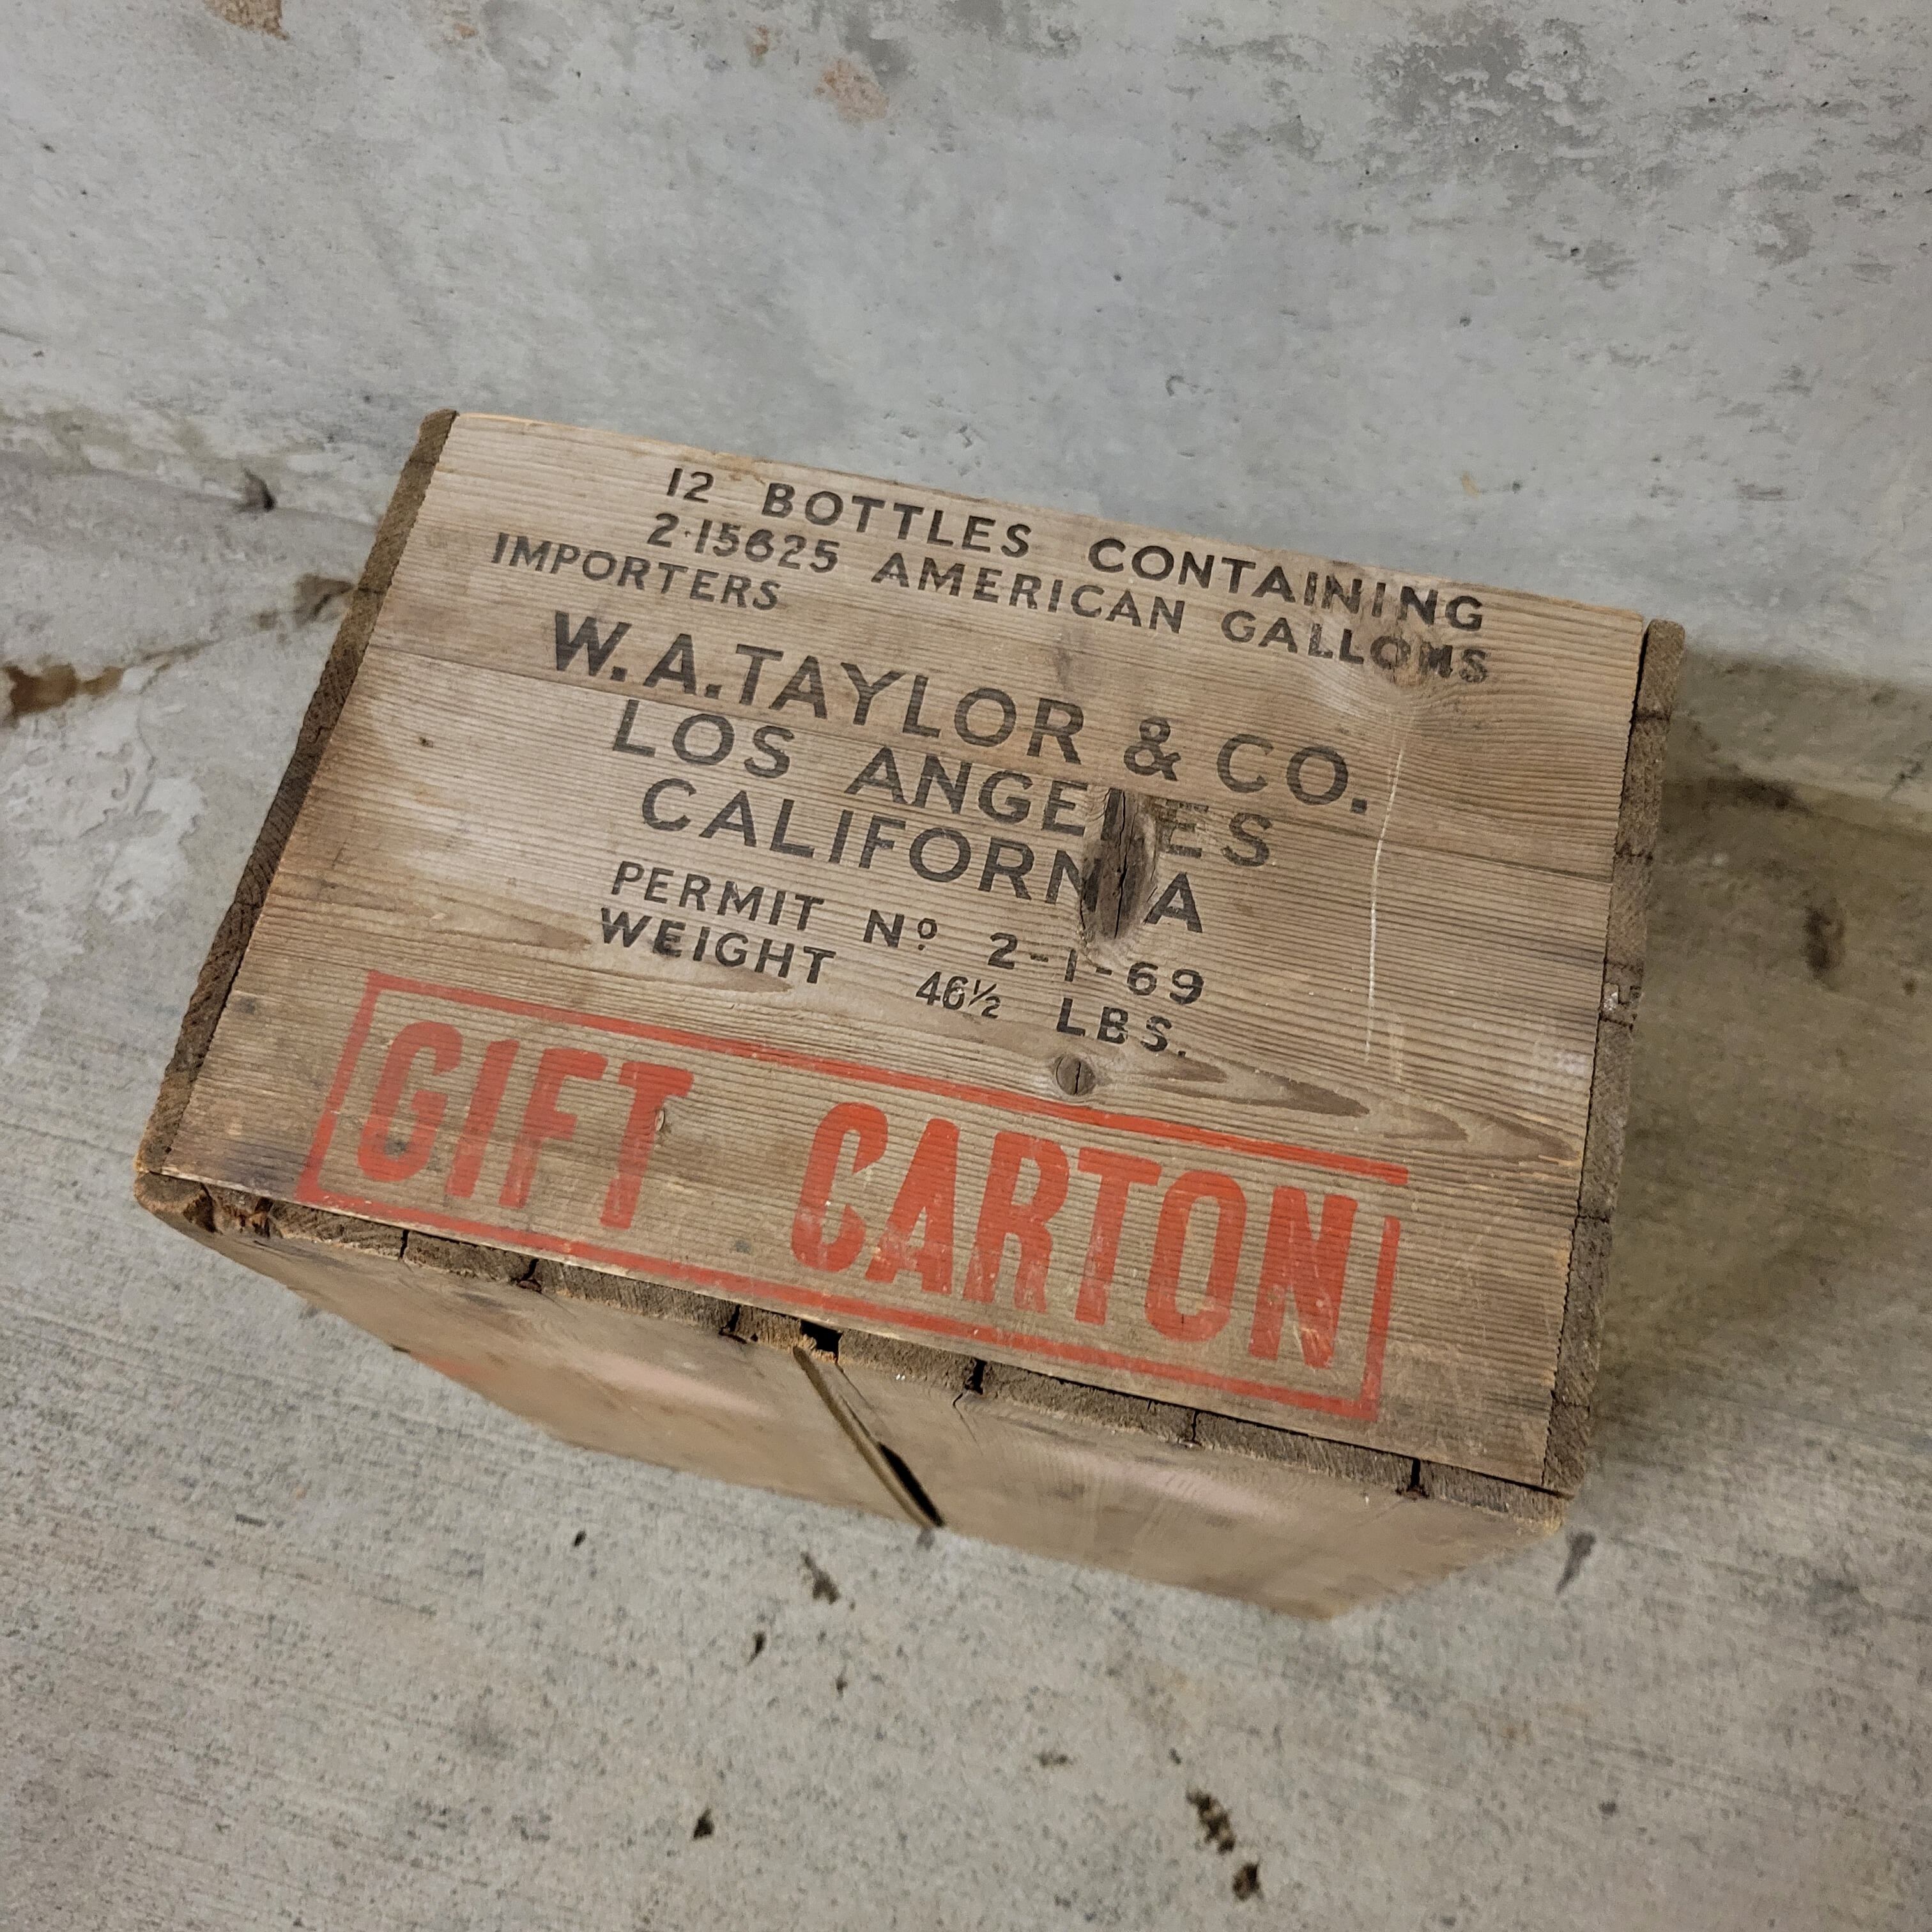 12 BOTTLES CONTAINING
2·15625 AMERICAN GALLONS
IMPORTERS
W.A.TAYLOR & CO.
LOS ANGELES
CALIFORNIA
PERMIT Nº 2-1-69
WEIGHT 46½ LBS.
GIFT CARTON